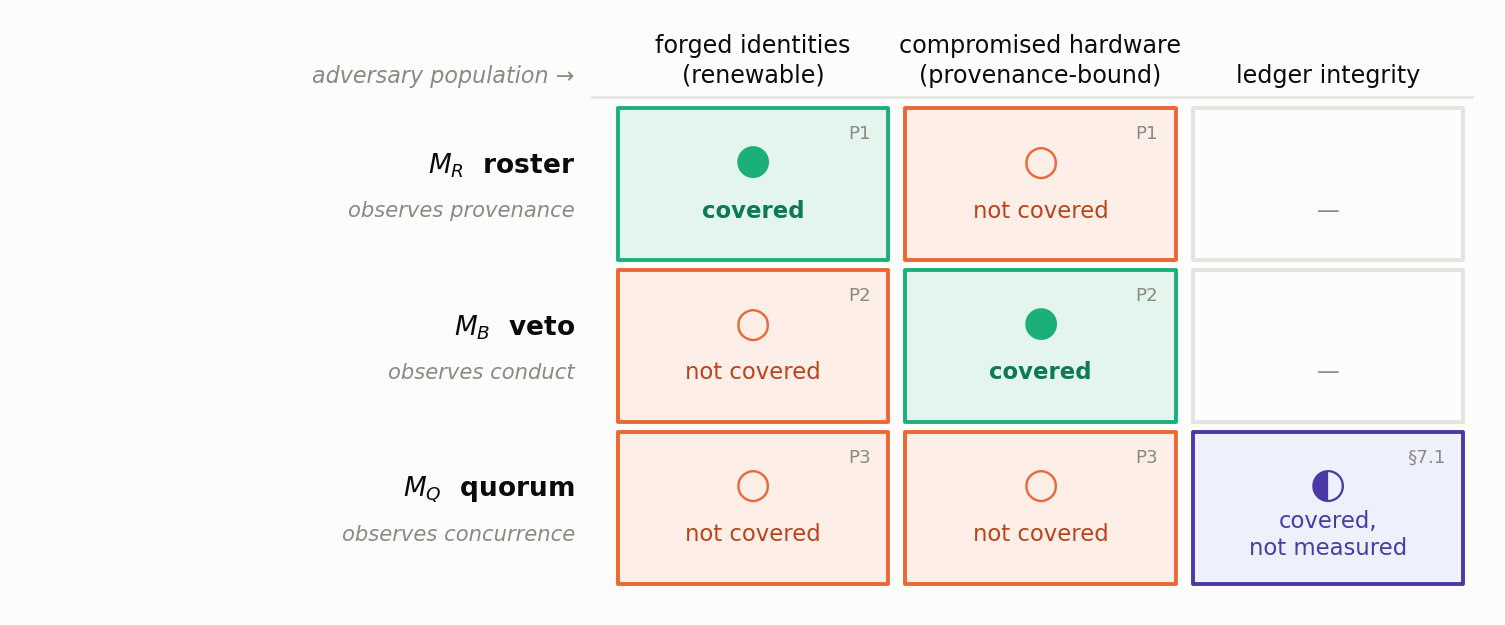 forged identities
(renewable)
compromised hardware
(provenance-bound)
ledger integrity
adversary population →
P1
P1
M_R roster
observes provenance
covered
not covered
—
P2
P2
M_B veto
observes conduct
not covered
covered
—
P3
P3
§7.1
M_Q quorum
observes concurrence
not covered
not covered
covered,
not measured